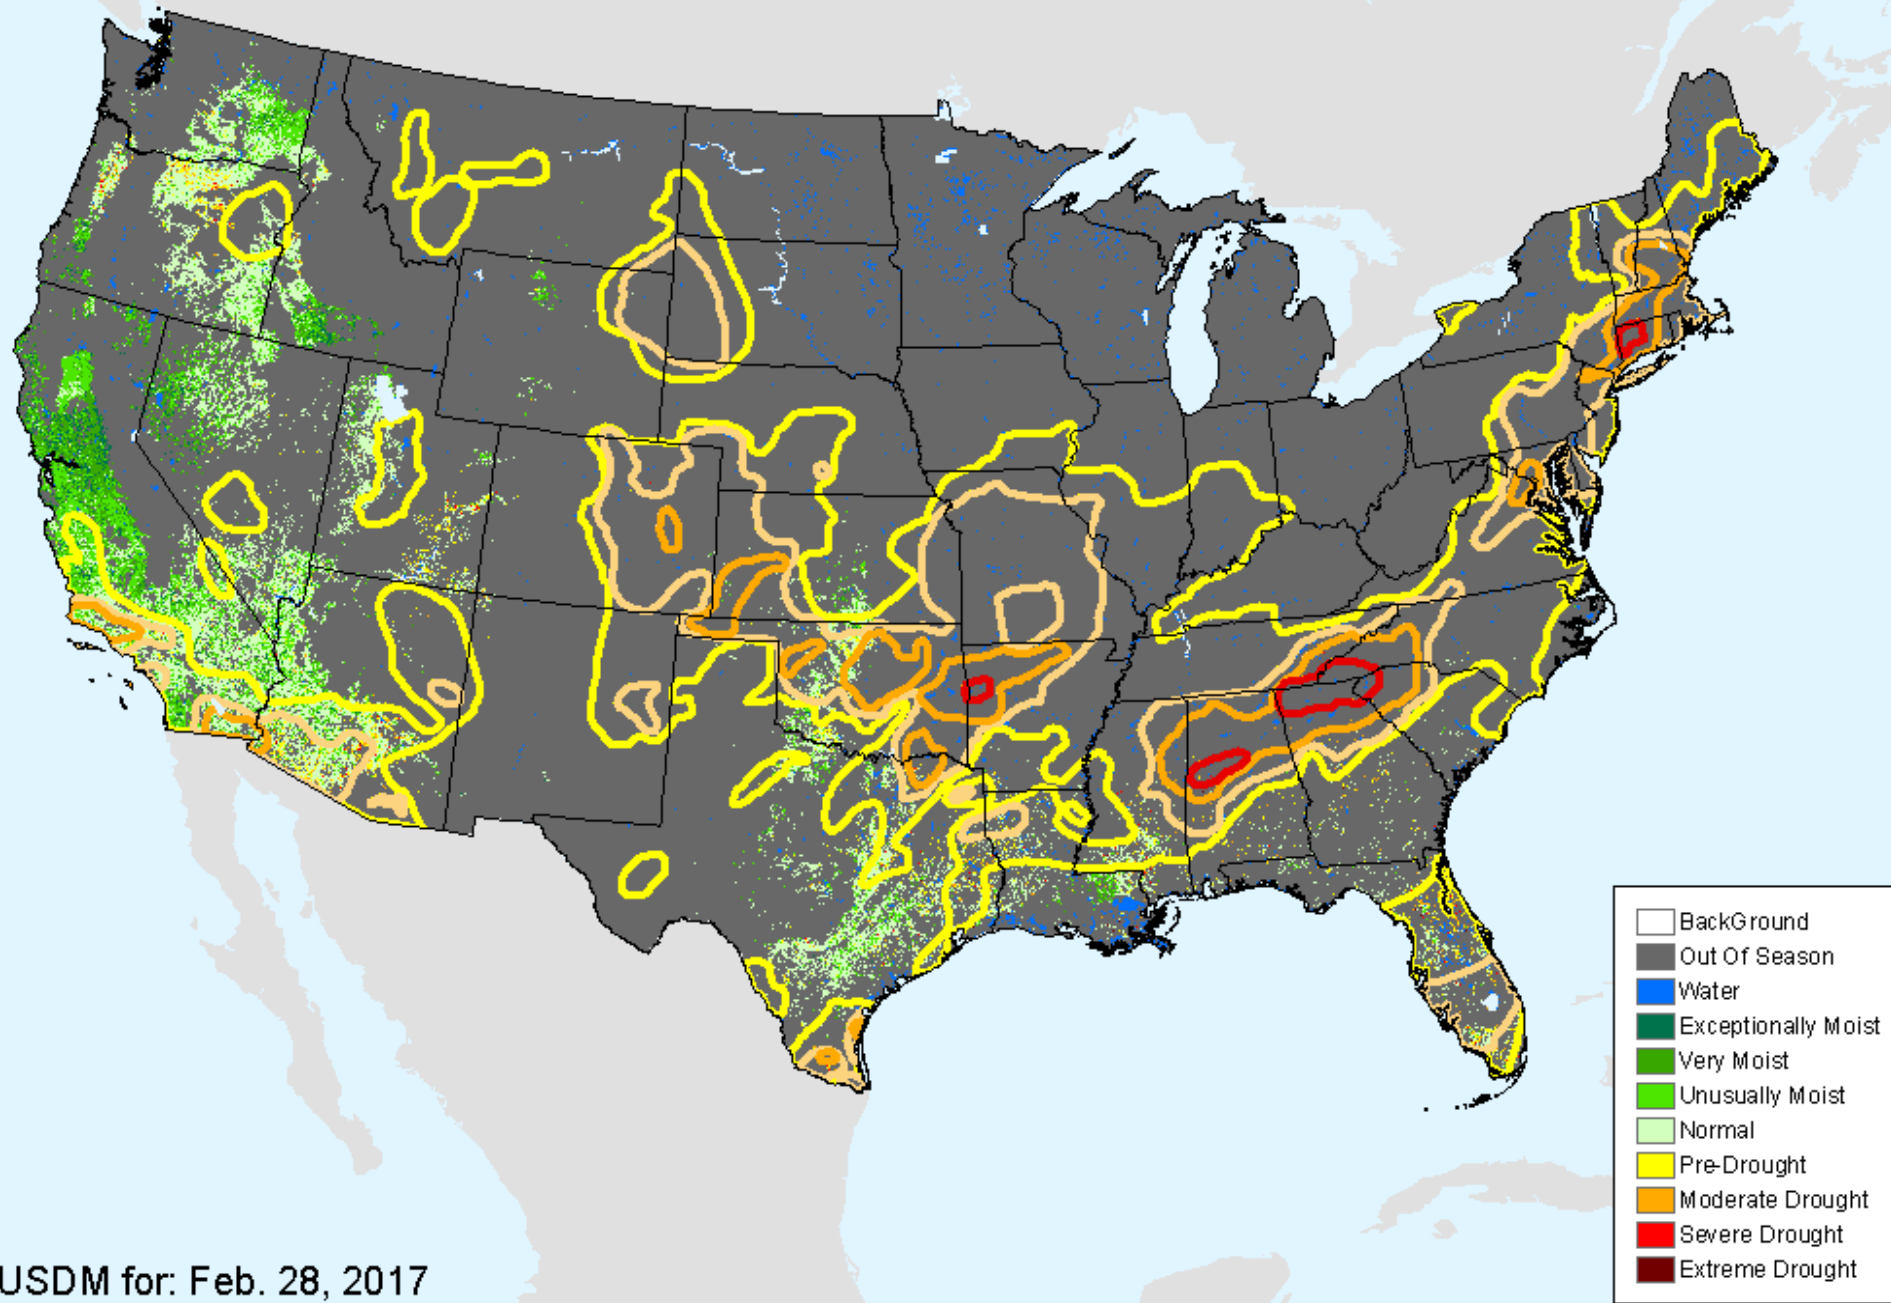 BackGround
Out Of Season
Water
Exceptionally Moist
Very Moist
Unusually Moist
Normal
Pre-Drought
Moderate Drought
Severe Drought
Extreme Drought
USDM for: Feb. 28, 2017